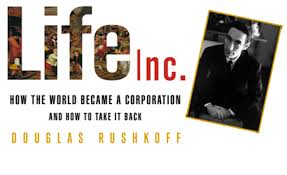 Life Inc.
HOW THE WORLD BECAME A CORPORATION
AND HOW TO TAKE IT BACK
DOUGLAS RUSHKOFF